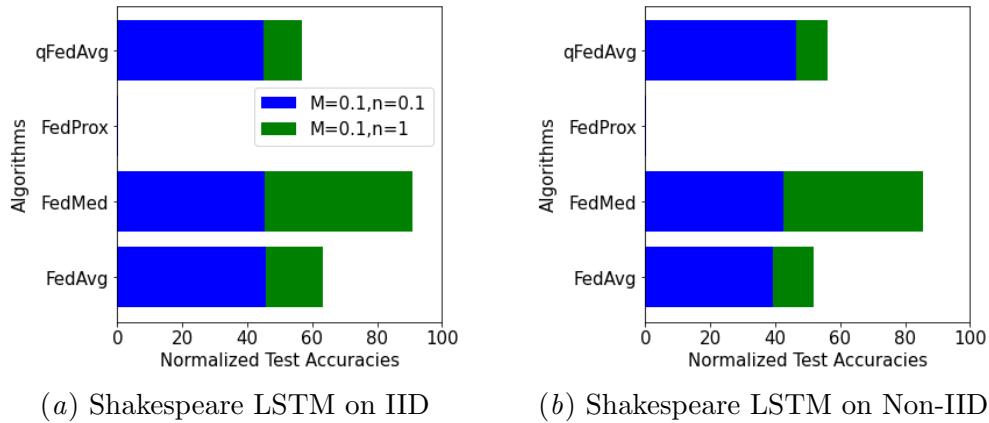 qFedAvg
FedProx
FedMed
FedAvg
Algorithms
M=0.1,n=0.1
M=0.1,n=1
0 20 40 60 80 100
Normalized Test Accuracies
(a) Shakespeare LSTM on IID
qFedAvg
FedProx
FedMed
FedAvg
Algorithms
0 20 40 60 80 100
Normalized Test Accuracies
(b) Shakespeare LSTM on Non-IID